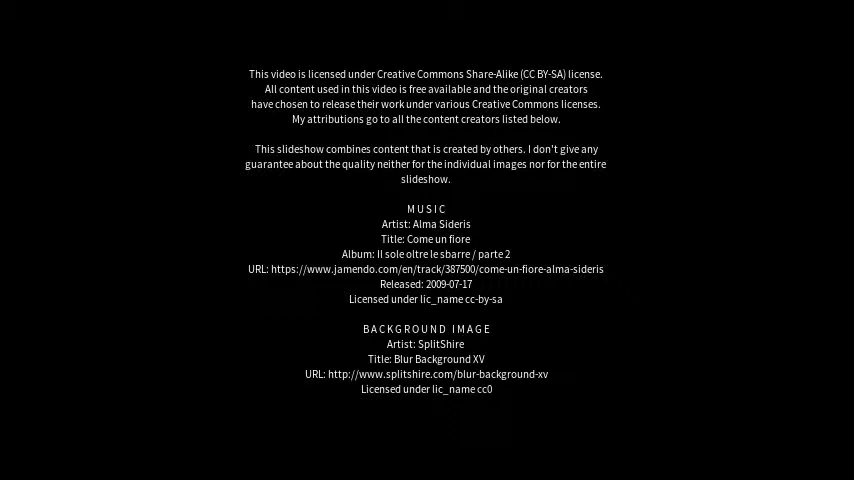 This video is licensed under Creative Commons Share-Alike (CC BY-SA) license.
All content used in this video is free available and the original creators
have chosen to release their work under various Creative Commons licenses.
My attributions go to all the content creators listed below.
This slideshow combines content that is created by others. I don't give any
guarantee about the quality neither for the individual images nor for the entire
slideshow.
MUSIC
Artist: Alma Sideris
Title: Come un fiore
Album: Il sole oltre le sbarre / parte 2
URL: https://www.jamendo.com/en/track/387500/come-un-fiore-alma-sideris
Released: 2009-07-17
Licensed under lic_name cc-by-sa
BACKGROUND IMAGE
Artist: SplitShire
Title: Blur Background XV
URL: http://www.splitshire.com/blur-background-xv
Licensed under lic_name cc0